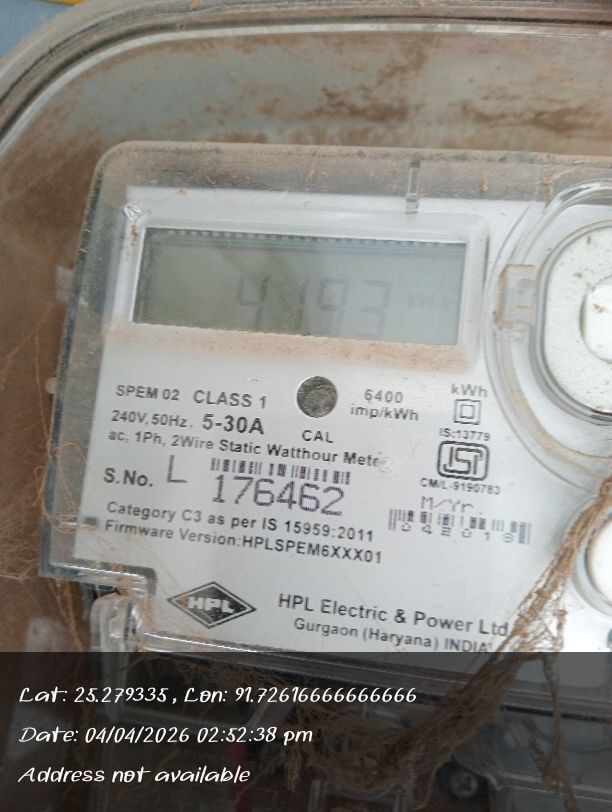 4193 kWh
SPEM 02 CLASS 1 6400 imp/kWh kWh
240V, 50Hz, 5-30A CAL IS:13779
ac, 1Ph, 2Wire Static Watthour Meter
S.No. L 176462
CM/L-9190783
M/Yr.
Category C3 as per IS 15959:2011
Firmware Version:HPLSPEM6XXX01
HPL
HPL Electric & Power Ltd
Gurgaon (Haryana) INDIA
Lat: 25.279335 , Lon: 91.72616666666666
Date: 04/04/2026 02:52:38 pm
Address not available